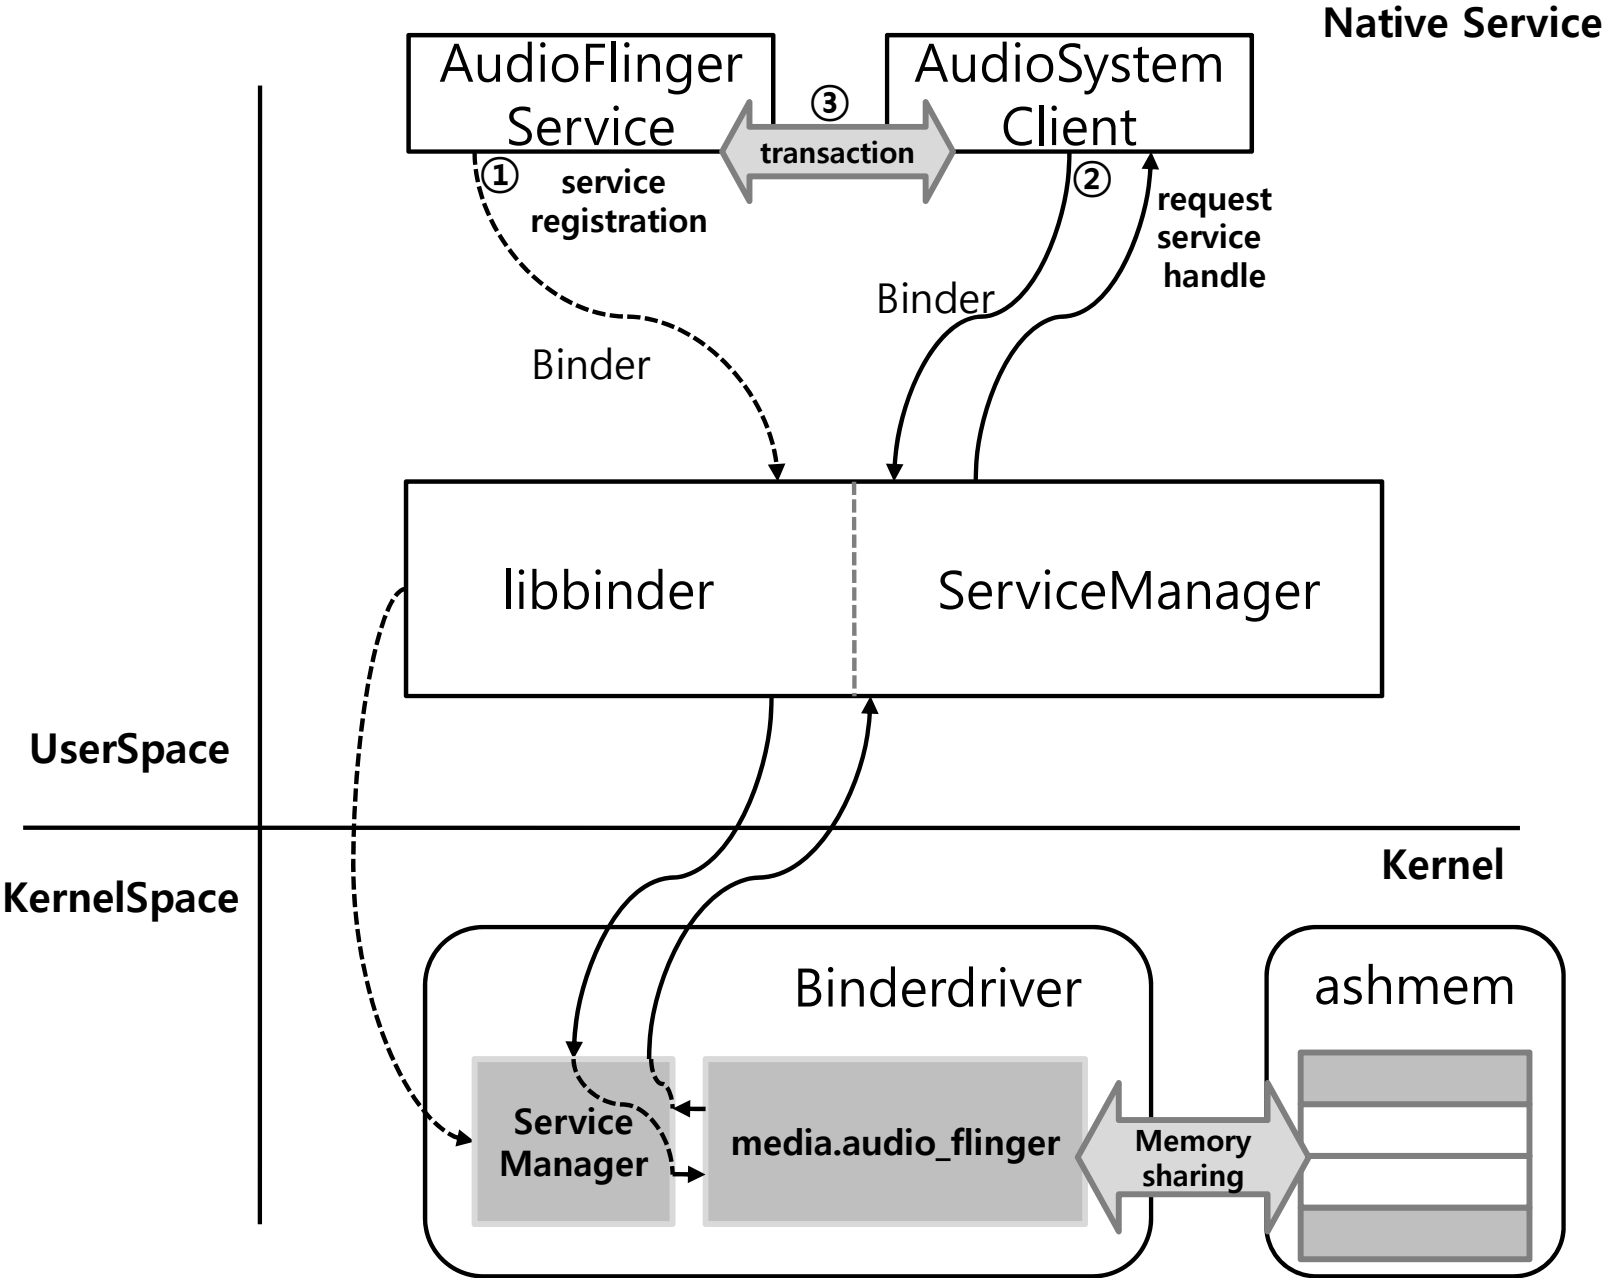 Native Service
AudioFlinger
Service
AudioSystem
Client
③
transaction
①
service
registration
②
request
service
handle
Binder
Binder
libbinder
ServiceManager
UserSpace
KernelSpace
Kernel
Binderdriver
ashmem
Service
Manager
media.audio_flinger
Memory
sharing